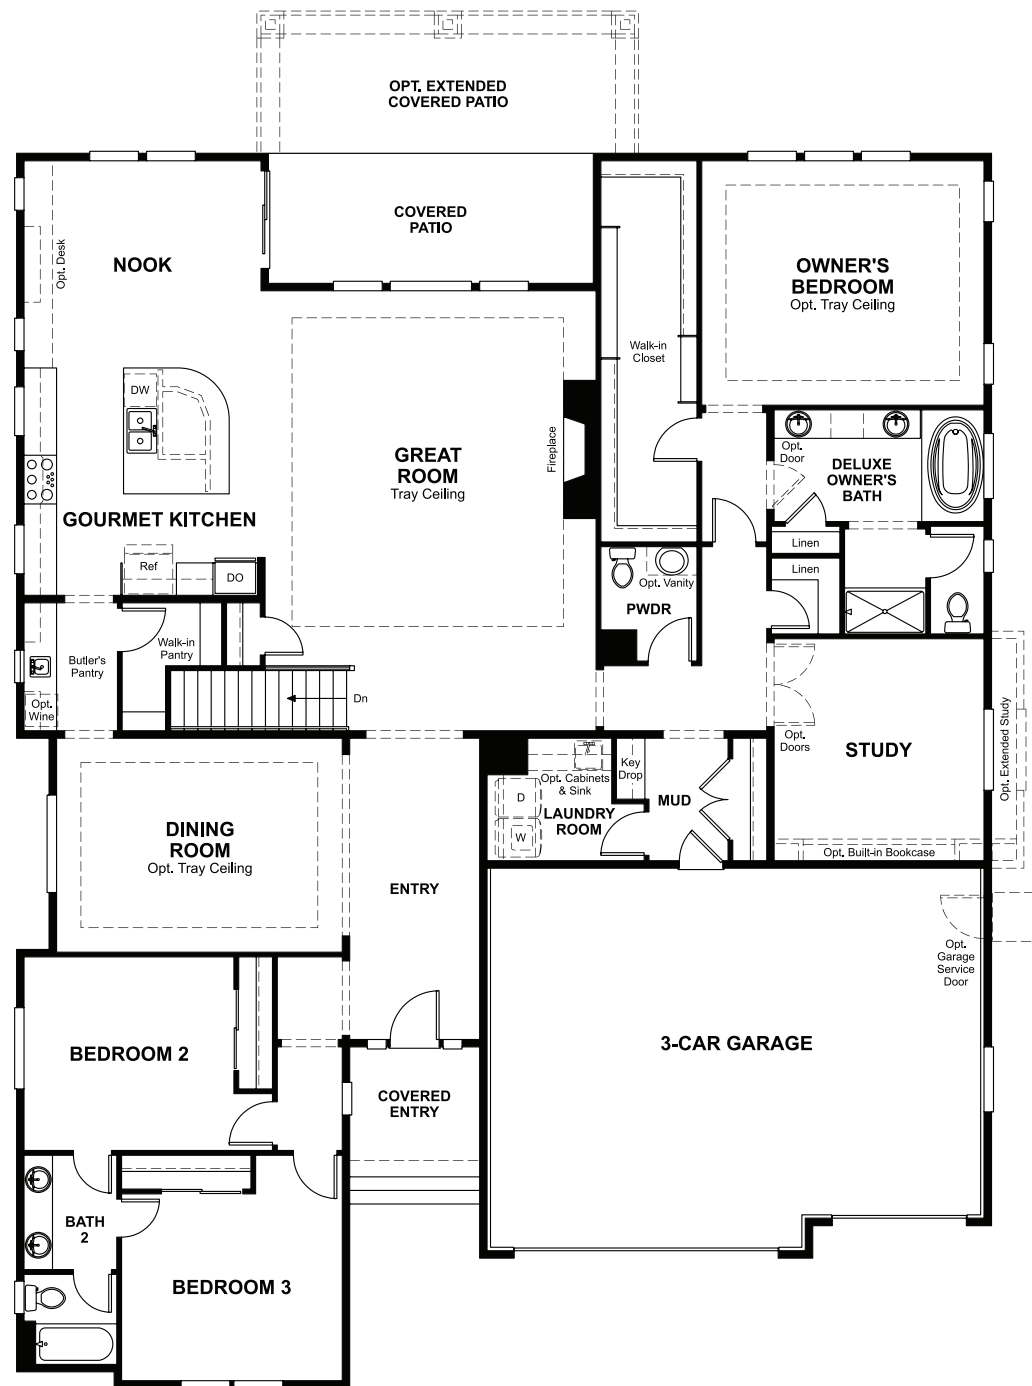 OPT. EXTENDED
COVERED PATIO
COVERED
PATIO
NOOK
Opt. Desk
OWNER'S
BEDROOM
Opt. Tray Ceiling
Walk-in
Closet
DW
GREAT
ROOM
Tray Ceiling
Fireplace
Opt.
Door
DELUXE
OWNER'S
BATH
GOURMET KITCHEN
Linen
Ref
DO
Linen
Opt. Vanity
PWDR
Walk-in
Pantry
Butler's
Pantry
Opt.
Wine
Dn
Opt.
Doors
STUDY
Opt. Extended Study
Key
Drop
Opt. Cabinets
& Sink
D
W
LAUNDRY
ROOM
MUD
DINING
ROOM
Opt. Tray Ceiling
Opt. Built-in Bookcase
ENTRY
Opt.
Garage
Service
Door
3-CAR GARAGE
BEDROOM 2
COVERED
ENTRY
BATH
2
BEDROOM 3